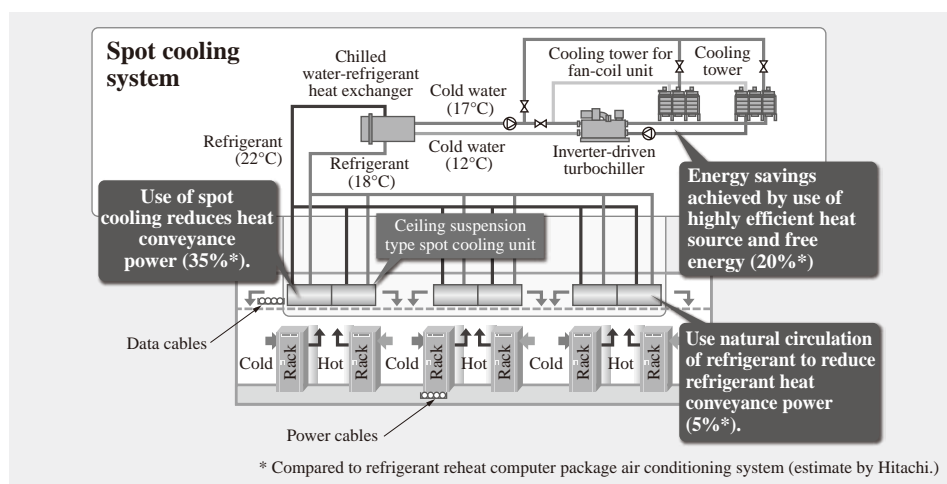 Spot cooling
system
Chilled
water-refrigerant
heat exchanger
Cold water
(17°C)
Cooling tower for
fan-coil unit
Cooling
tower
Refrigerant
(22°C)
Refrigerant
(18°C)
Cold water
(12°C)
Inverter-driven
turbochiller
Use of spot
cooling reduces heat
conveyance
power (35%*).
Ceiling suspension
type spot cooling unit
Energy savings
achieved by use of
highly efficient heat
source and free
energy (20%*)
Data cables
Cold
Rack
Hot
Rack
Cold
Rack
Hot
Rack
Cold
Rack
Hot
Rack
Use natural circulation
of refrigerant to reduce
refrigerant heat
conveyance power
(5%*).
Power cables
* Compared to refrigerant reheat computer package air conditioning system (estimate by Hitachi.)